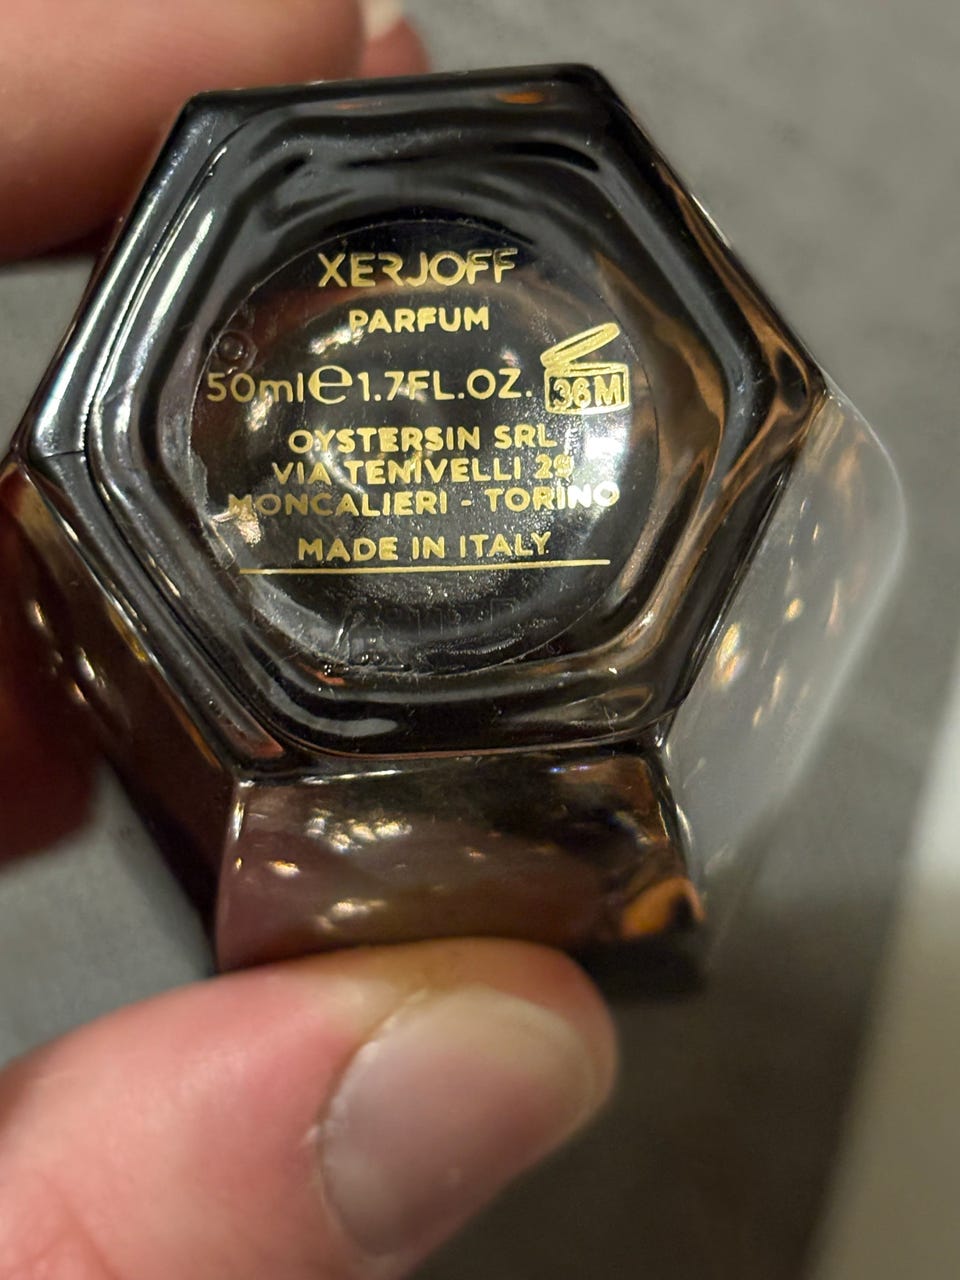 XERJOFF
PARFUM
50ml℮1.7FL.OZ. 36M
OYSTERSIN SRL
VIA TENIVELLI 29
MONCALIERI - TORINO
MADE IN ITALY